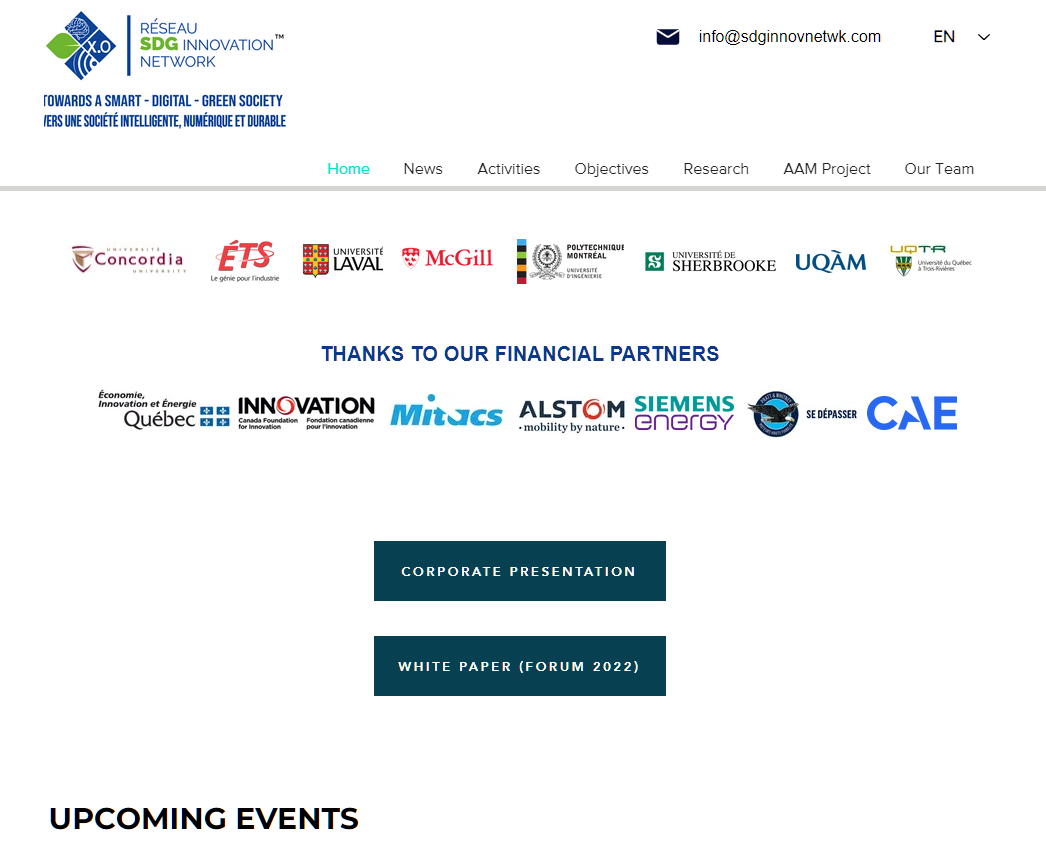 X.O
RÉSEAU
SDG INNOVATION™
NETWORK
TOWARDS A SMART - DIGITAL - GREEN SOCIETY
VERS UNE SOCIÉTÉ INTELLIGENTE, NUMÉRIQUE ET DURABLE
info@sdginnovnetwk.com
EN
Home News Activities Objectives Research AAM Project Our Team
UNIVERSITÉ
Concordia
UNIVERSITY
ÉTS
Le génie pour l'industrie
UNIVERSITÉ
LAVAL
McGill
POLYTECHNIQUE
MONTRÉAL
UNIVERSITÉ
D'INGÉNIERIE
UNIVERSITÉ DE
SHERBROOKE
UQÀM
UQTR
Université du Québec
à Trois-Rivières
THANKS TO OUR FINANCIAL PARTNERS
Économie,
Innovation et Énergie
Québec
INNOVATION
Canada Foundation
for Innovation
Fondation canadienne
pour l'innovation
Mitacs
ALSTOM
• mobility by nature •
SIEMENS
energy
SE DÉPASSER
CAE
CORPORATE PRESENTATION
WHITE PAPER (FORUM 2022)
UPCOMING EVENTS